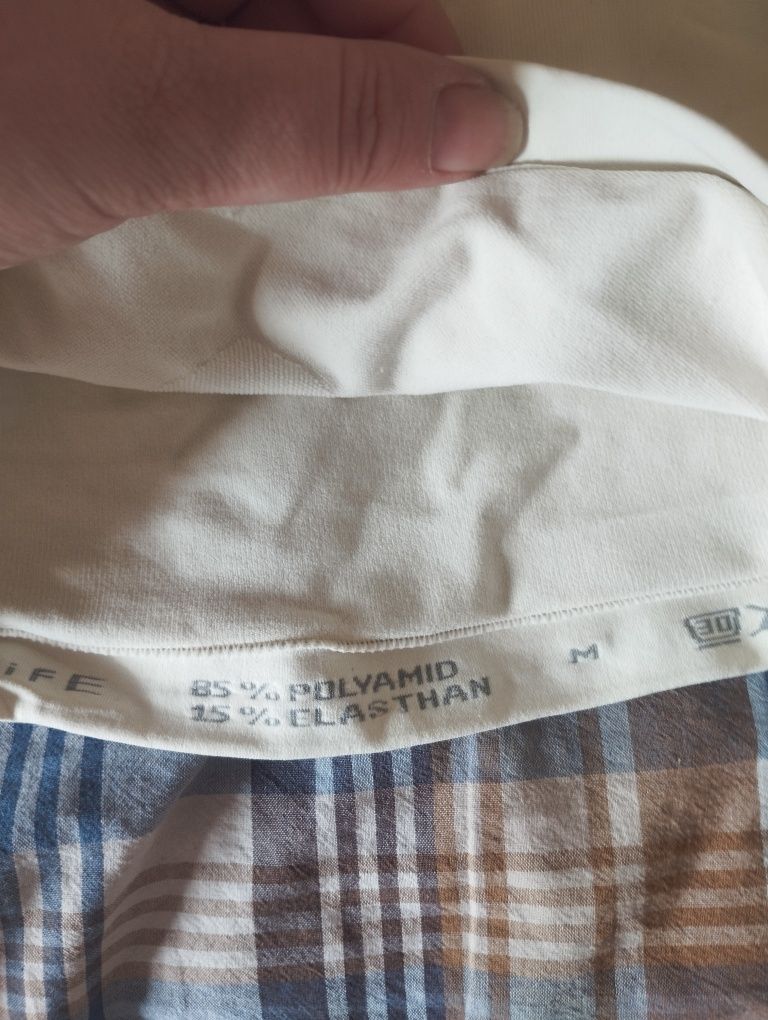 iFE
85 % POLYAMID
15 % ELASTHAN
M
30